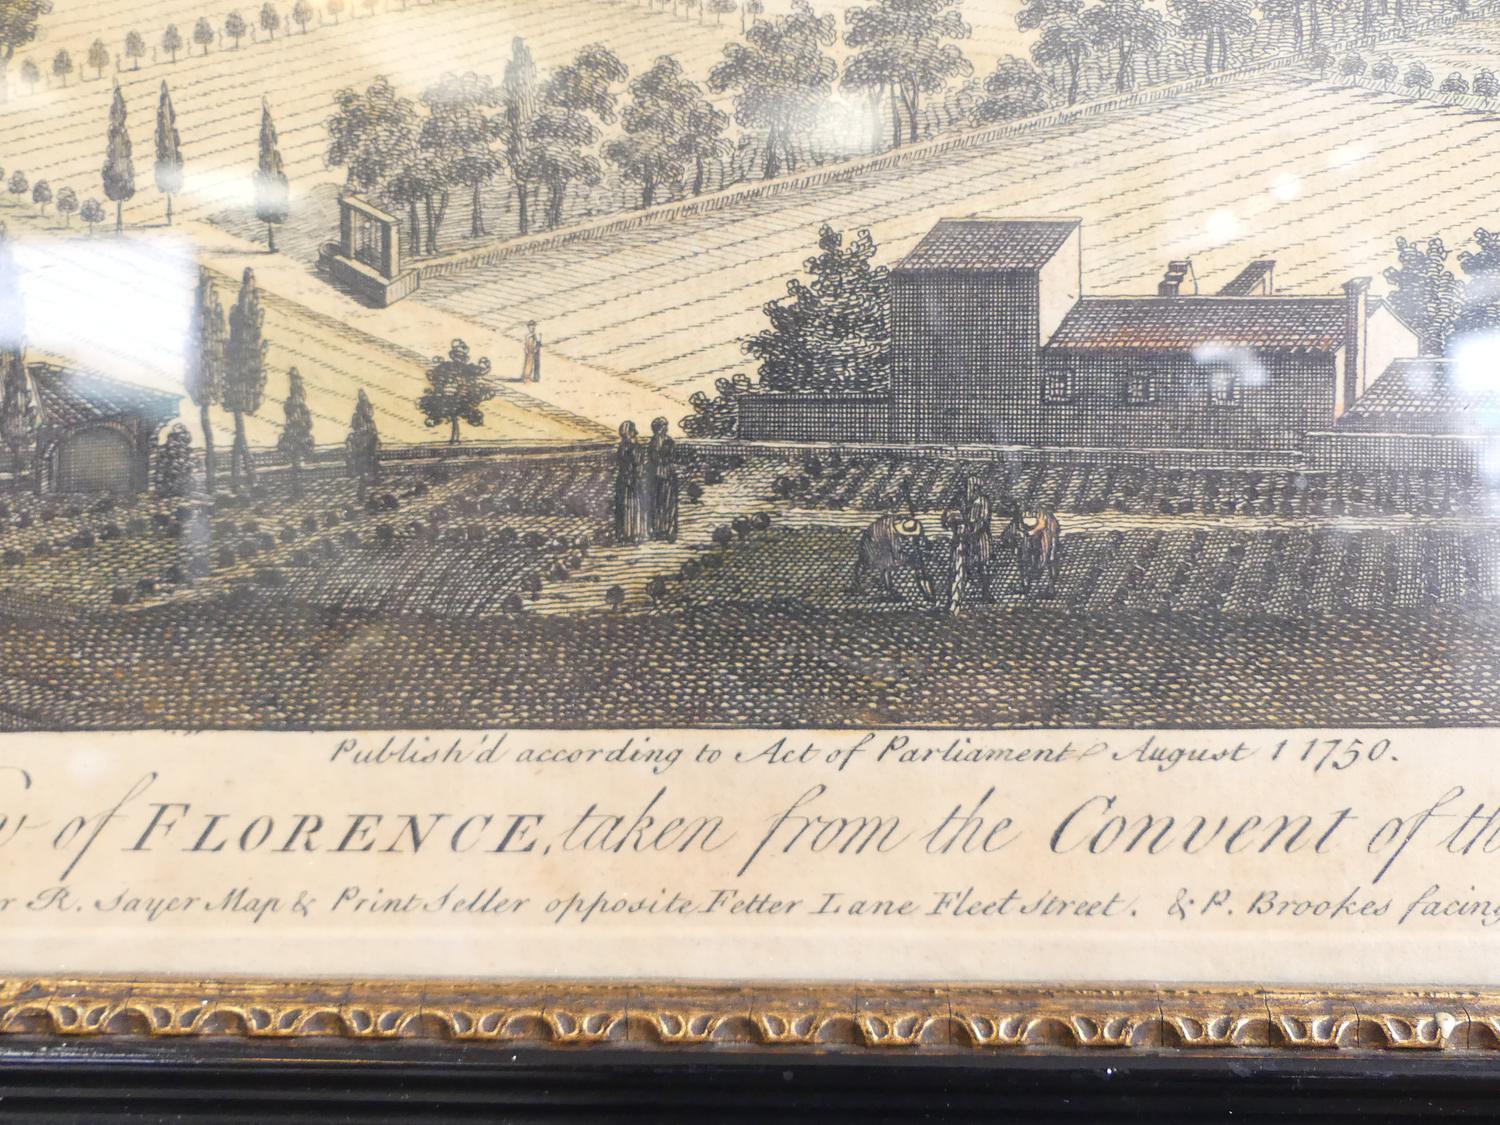 Publish'd according to Act of Parliament August 1 1750.
of FLORENCE, taken from the Convent of
R. Sayer Map & Print Seller opposite Fetter Lane Fleet Street. & P. Brookes facing